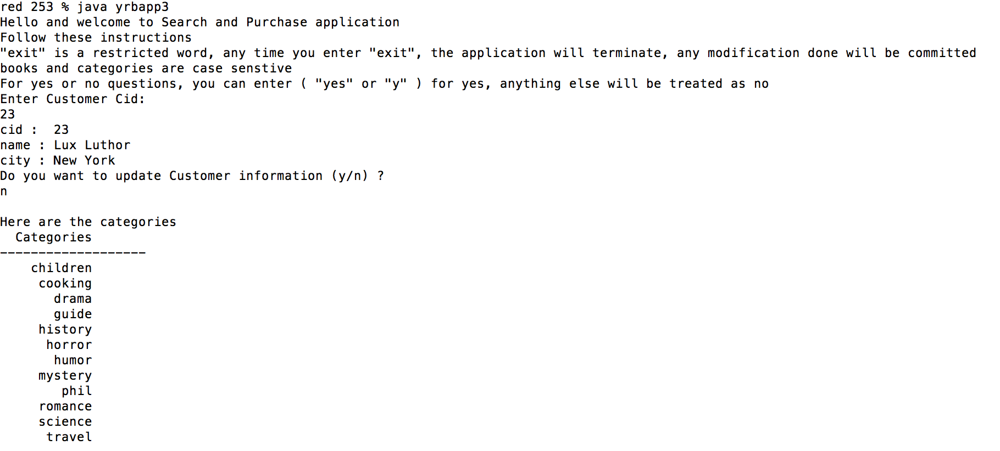 red 253 % java yrbapp3
Hello and welcome to Search and Purchase application
Follow these instructions
"exit" is a restricted word, any time you enter "exit", the application will terminate, any modification done will be committed
books and categories are case senstive
For yes or no questions, you can enter ( "yes" or "y" ) for yes, anything else will be treated as no
Enter Customer Cid:
23
cid :  23
name : Lux Luthor
city : New York
Do you want to update Customer information (y/n) ?
n

Here are the categories
  Categories
-------------------
    children
     cooking
       drama
       guide
     history
      horror
       humor
     mystery
        phil
     romance
     science
      travel